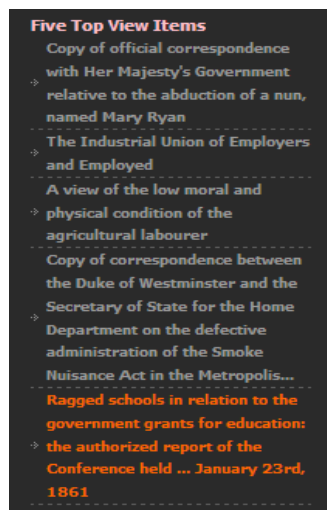 Five Top View Items
Copy of official correspondence
with Her Majesty's Government
relative to the abduction of a nun,
named Mary Ryan
The Industrial Union of Employers
and Employed
A view of the low moral and
physical condition of the
agricultural labourer
Copy of correspondence between
the Duke of Westminster and the
Secretary of State for the Home
Department on the defective
administration of the Smoke
Nuisance Act in the Metropolis...
Ragged schools in relation to the
government grants for education:
the authorized report of the
Conference held ... January 23rd,
1861